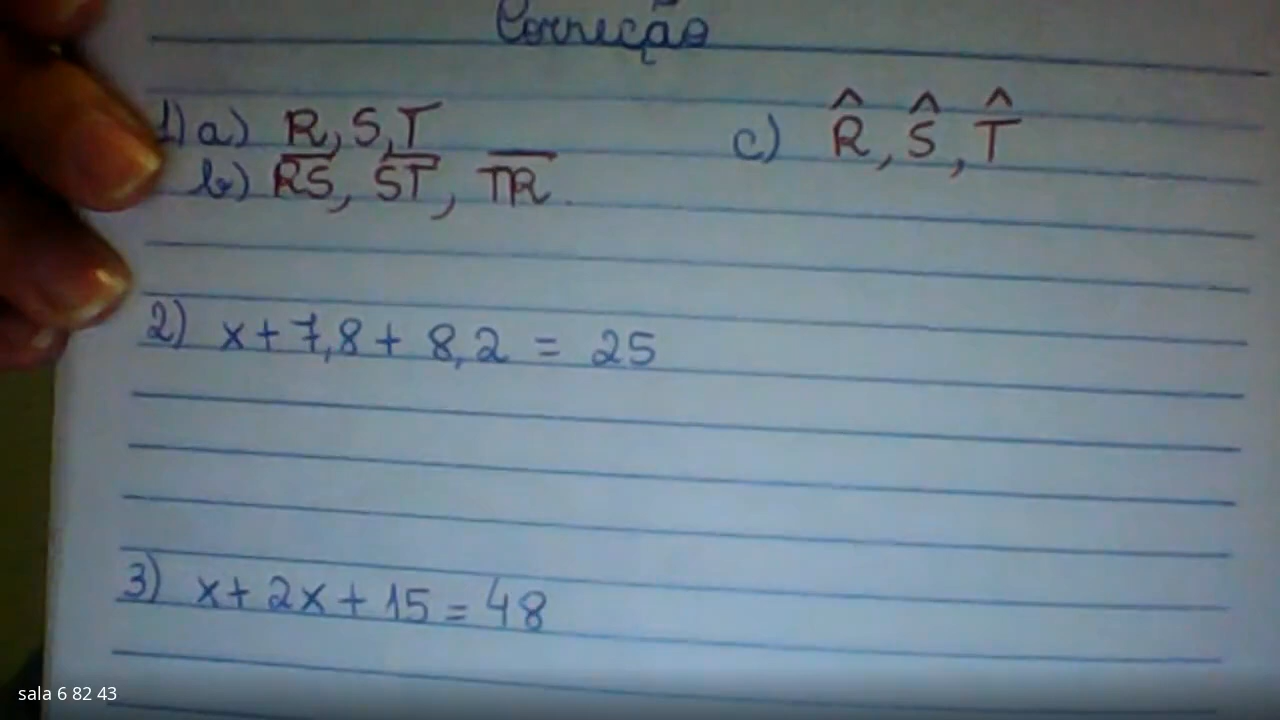 Correção
1) a) R, S, T
c) R̂, Ŝ, T̂
b) R̅S̅, S̅T̅, T̅R̅.
2) x + 7,8 + 8,2 = 25
3) x + 2x + 15 = 48
sala 6 82 43